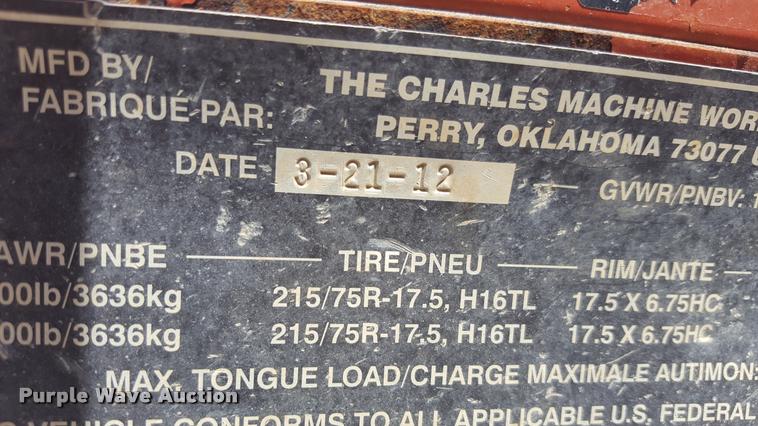 MFD BY/
FABRIQUÉ PAR:
THE CHARLES MACHINE WOR
PERRY, OKLAHOMA 73077 U
DATE 3-21-12
GVWR/PNBV: 1
AWR/PNBE TIRE/PNEU RIM/JANTE
00lb/3636kg 215/75R-17.5, H16TL 17.5 X 6.75HC
00lb/3636kg 215/75R-17.5, H16TL 17.5 X 6.75HC
MAX. TONGUE LOAD/CHARGE MAXIMALE AUTIMON:
VEHICLE CONFORMS TO ALL APPLICABLE U.S. FEDERAL
Purple Wave Auction